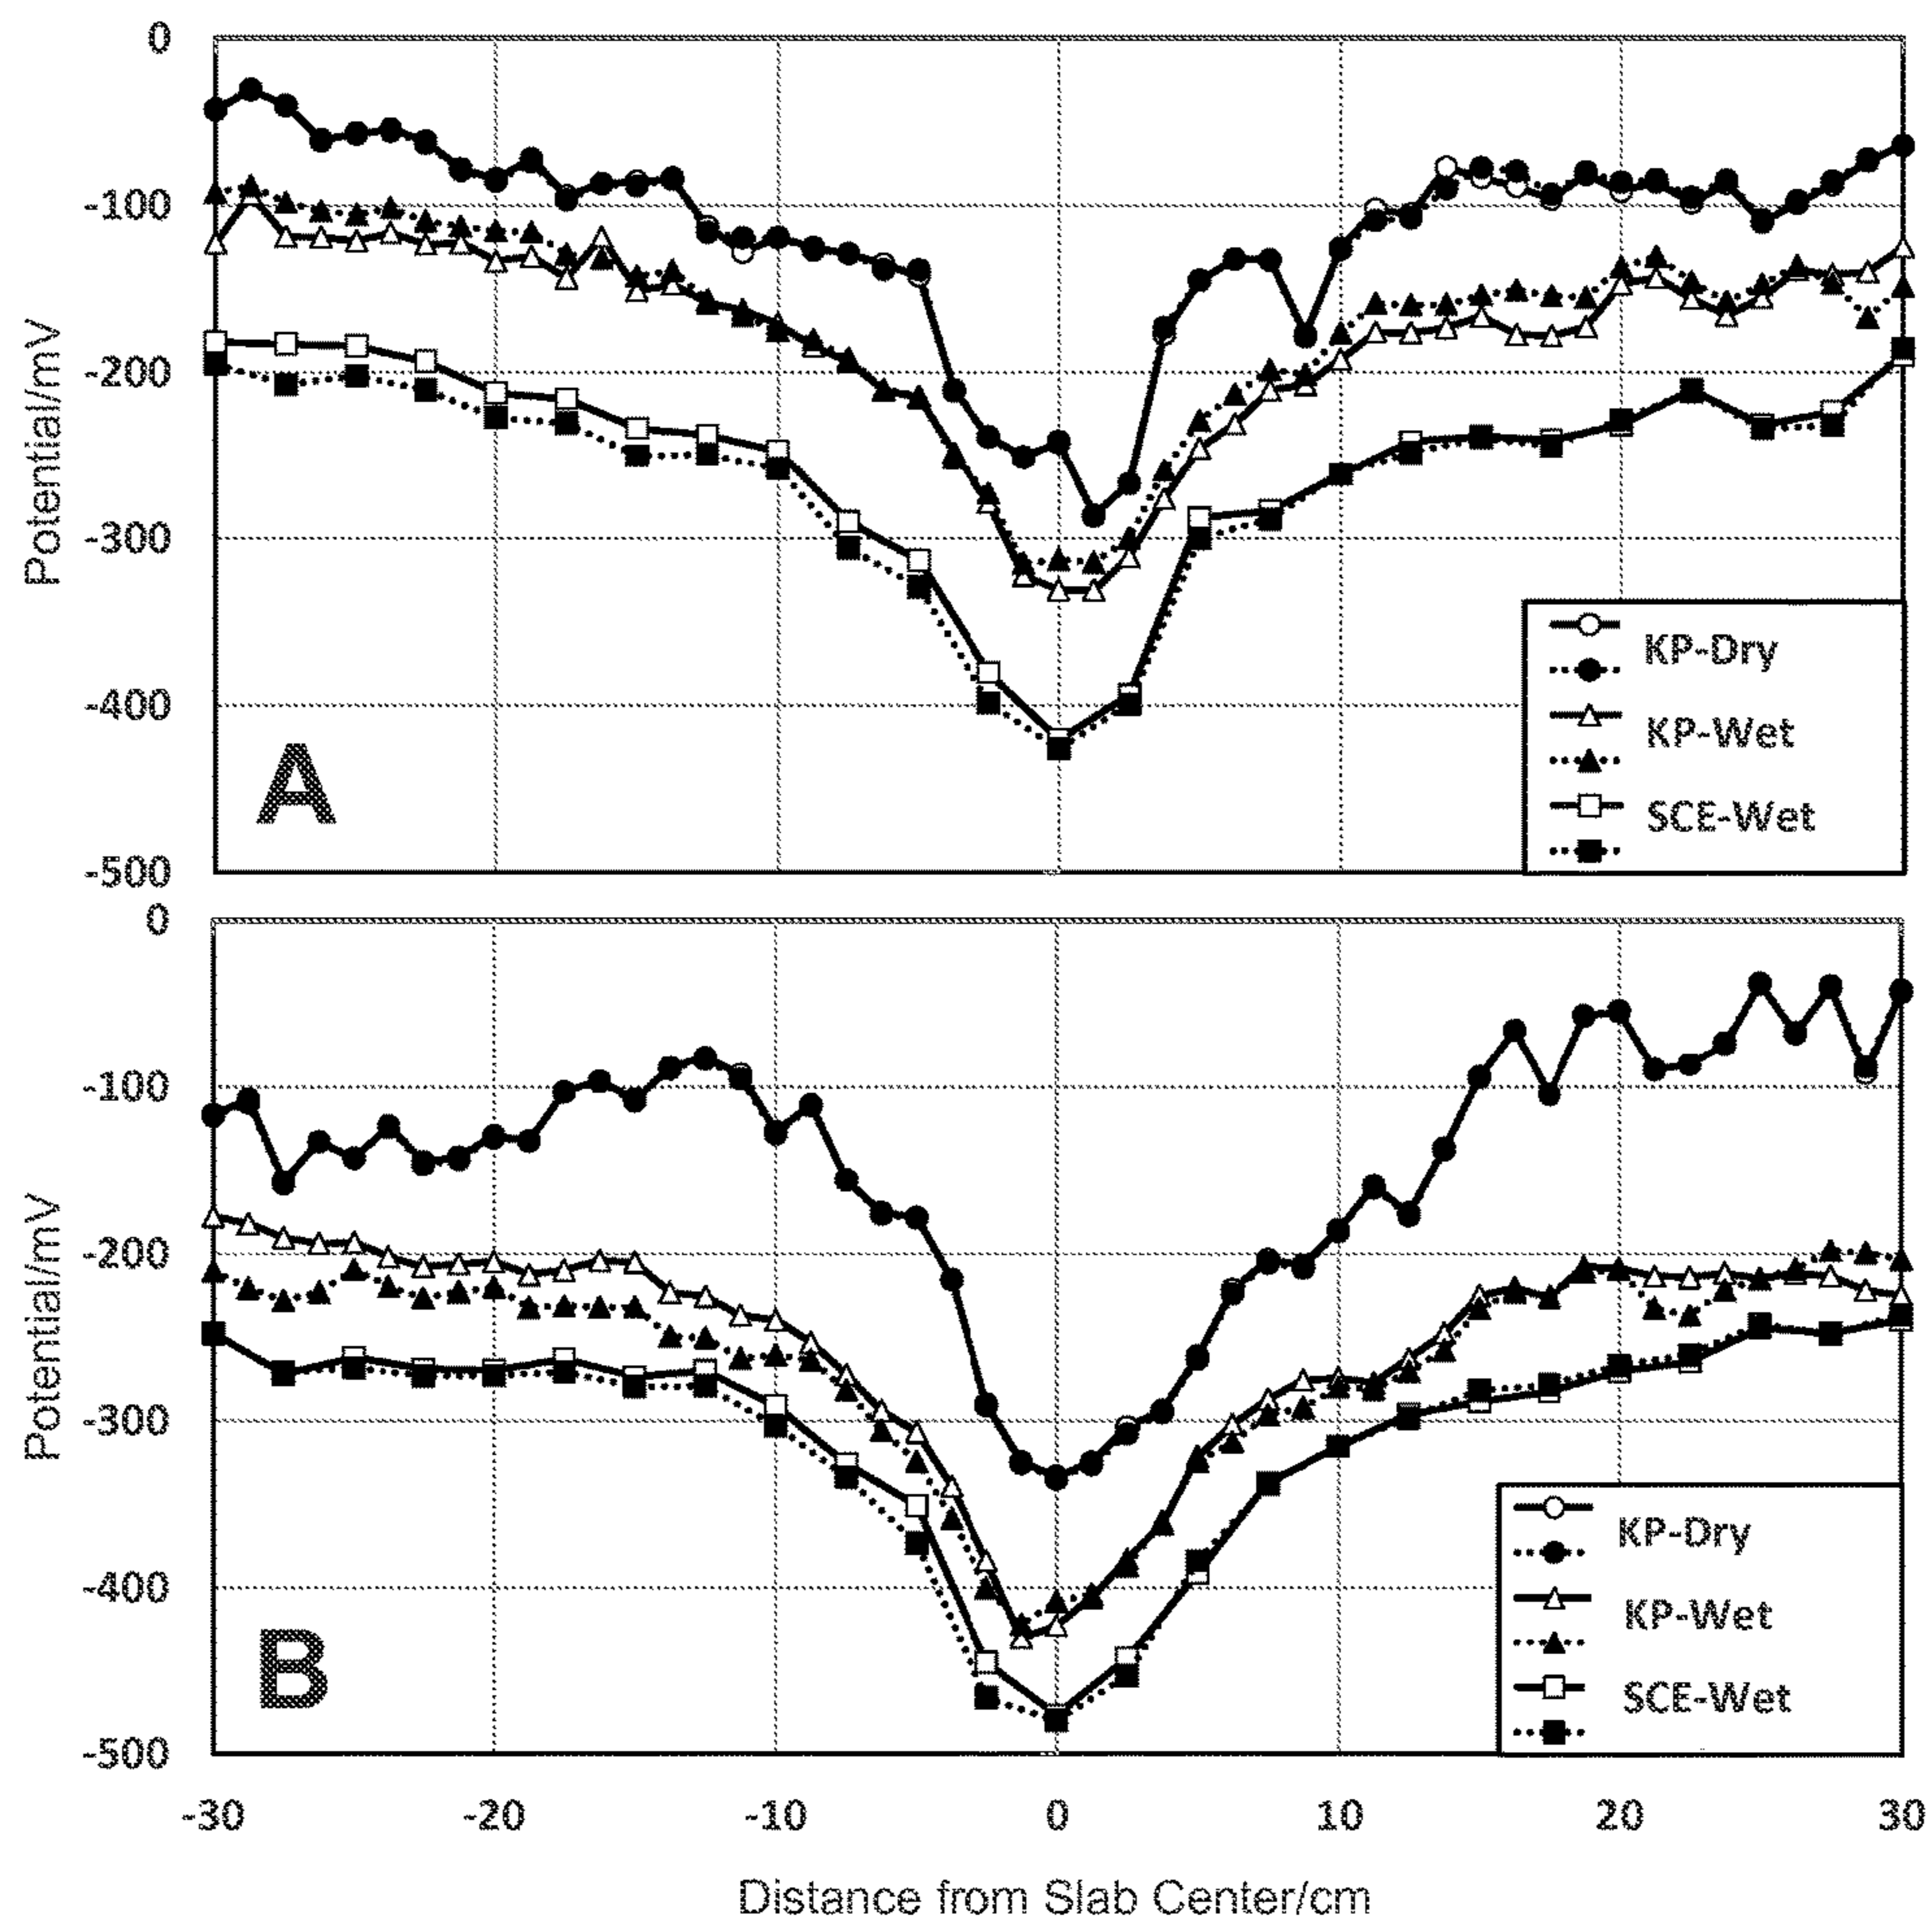 0
-100
-200
-300
-400
-500
Potential/mV
A
KP-Dry
KP-Wet
SCE-Wet
0
-100
-200
-300
-400
-500
Potential/mV
B
KP-Dry
KP-Wet
SCE-Wet
-30 -20 -10 0 10 20 30
Distance from Slab Center/cm